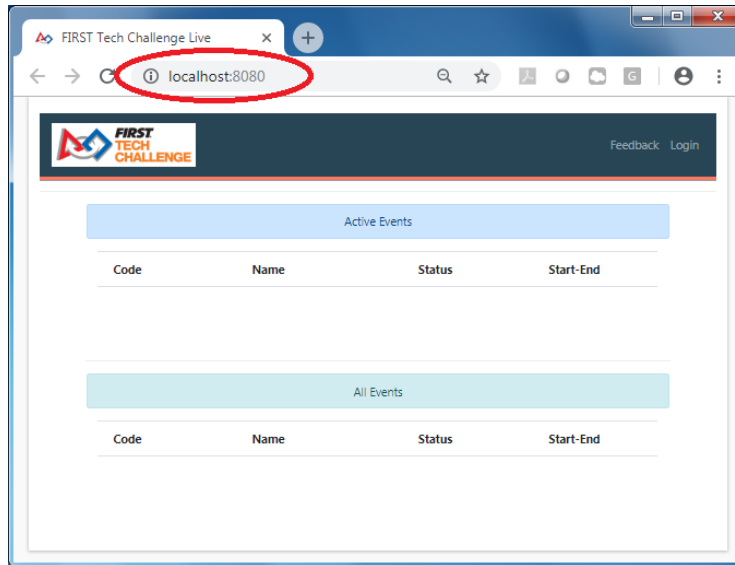 FIRST Tech Challenge Live
localhost:8080
G
FIRST
TECH
CHALLENGE
Feedback Login
Active Events
Code Name Status Start-End
All Events
Code Name Status Start-End